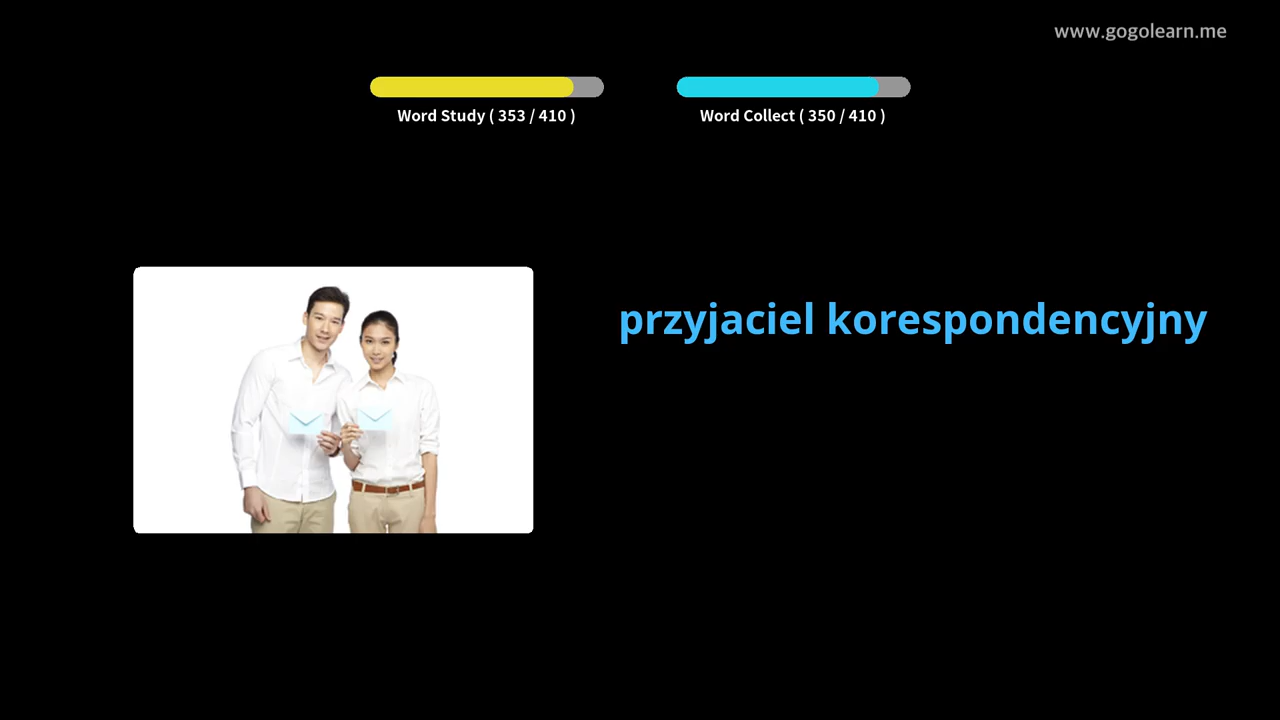 www.gogolearn.me
Word Study ( 353 / 410 )
Word Collect ( 350 / 410 )
przyjaciel korespondencyjny